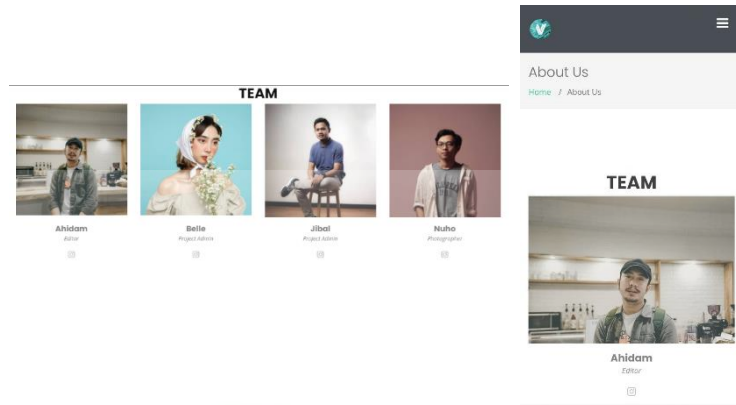 TEAM
Ahidam
Editor
Belle
Project Admin
Jibal
Project Admin
Nuho
Photographer
V
About Us
Home / About Us
TEAM
Ahidam
Editor